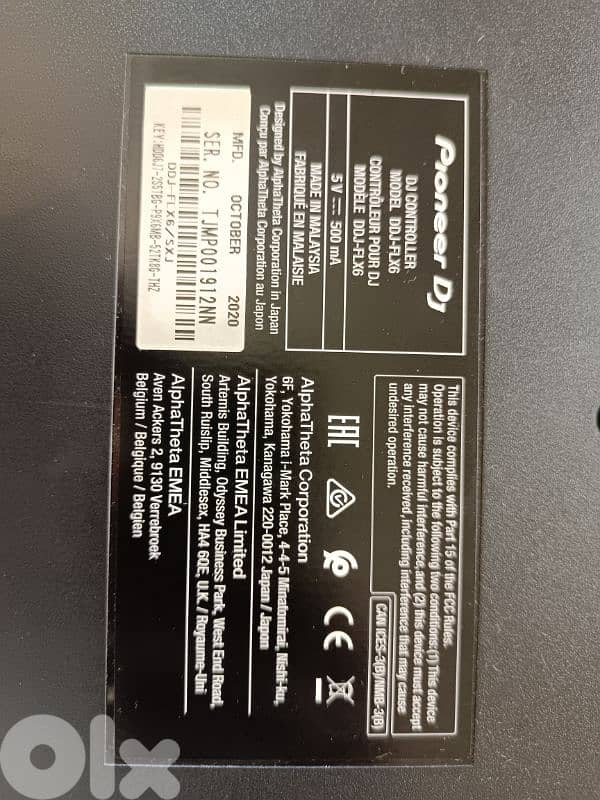 Pioneer Dj
DJ CONTROLLER
MODEL DDJ-FLX6
CONTRÔLEUR POUR DJ
MODÈLE DDJ-FLX6
5V 500 mA
MADE IN MALAYSIA
FABRIQUÉ EN MALAISIE
Designed by AlphaTheta Corporation in Japan
Conçu par AlphaTheta Corporation au Japon
MFD. OCTOBER 2020
SER. NO. TJMP001912NN
DDJ-FLX6/SXJ
This device complies with Part 15 of the FCC Rules.
Operation is subject to the following two conditions:(1) This device
may not cause harmful interference,and (2) this device must accept
any interference received,including interference that may cause
undesired operation.
CAN ICES-3(B)/NMB-3(B)
EAC
CE
AlphaTheta Corporation
6F, Yokohama i-Mark Place, 4-4-5 Minatomirai, Nishi-ku,
Yokohama, Kanagawa 220-0012 Japan / Japon
AlphaTheta EMEA Limited
Artemis Building, Odyssey Business Park, West End Road,
South Ruislip, Middlesex, HA4 6QE, U.K. / Royaume-Uni
AlphaTheta EMEA
Aven Ackers 2, 9130 Verrebroek
Belgium / Belgique / Belgien
olx